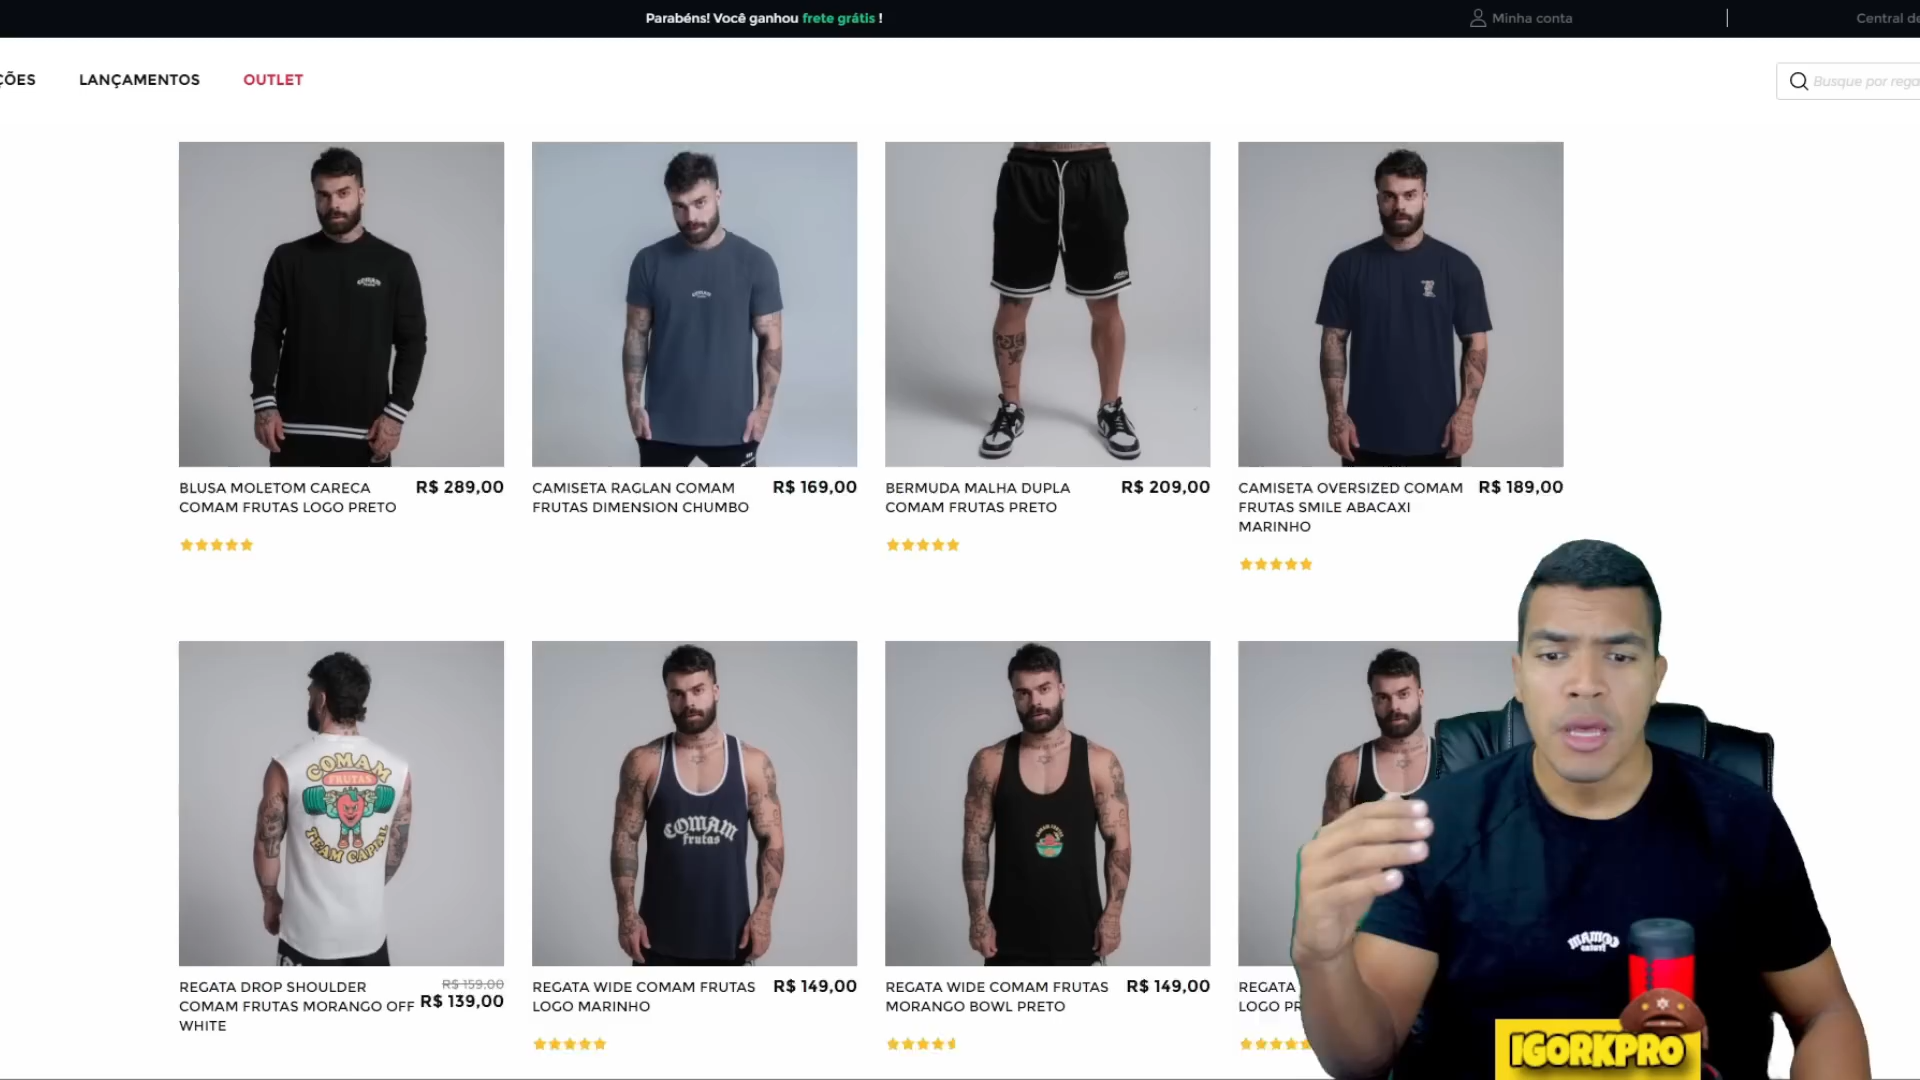 Parabéns! Você ganhou frete grátis !
Minha conta
Central de
ÇÕES
LANÇAMENTOS
OUTLET
Busque por rega
BLUSA MOLETOM CARECA
COMAM FRUTAS LOGO PRETO
R$ 289,00
CAMISETA RAGLAN COMAM
FRUTAS DIMENSION CHUMBO
R$ 169,00
BERMUDA MALHA DUPLA
COMAM FRUTAS PRETO
R$ 209,00
CAMISETA OVERSIZED COMAM
FRUTAS SMILE ABACAXI
MARINHO
R$ 189,00
COMAM
FRUTAS
TEAM CAPIAL
COMAM
frutas
REGATA DROP SHOULDER
COMAM FRUTAS MORANGO OFF
WHITE
R$ 159,00
R$ 139,00
REGATA WIDE COMAM FRUTAS
LOGO MARINHO
R$ 149,00
REGATA WIDE COMAM FRUTAS
MORANGO BOWL PRETO
R$ 149,00
REGATA
LOGO PR
IGORKPRO